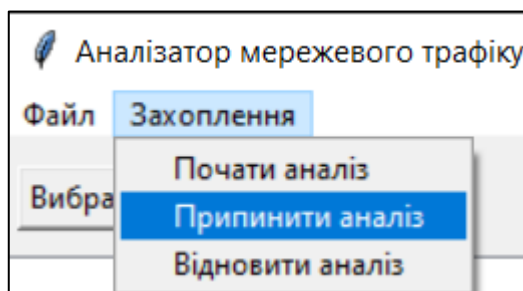 Аналізатор мережевого трафіку
Файл Захоплення
Почати аналіз
Вибра
Припинити аналіз
Відновити аналіз